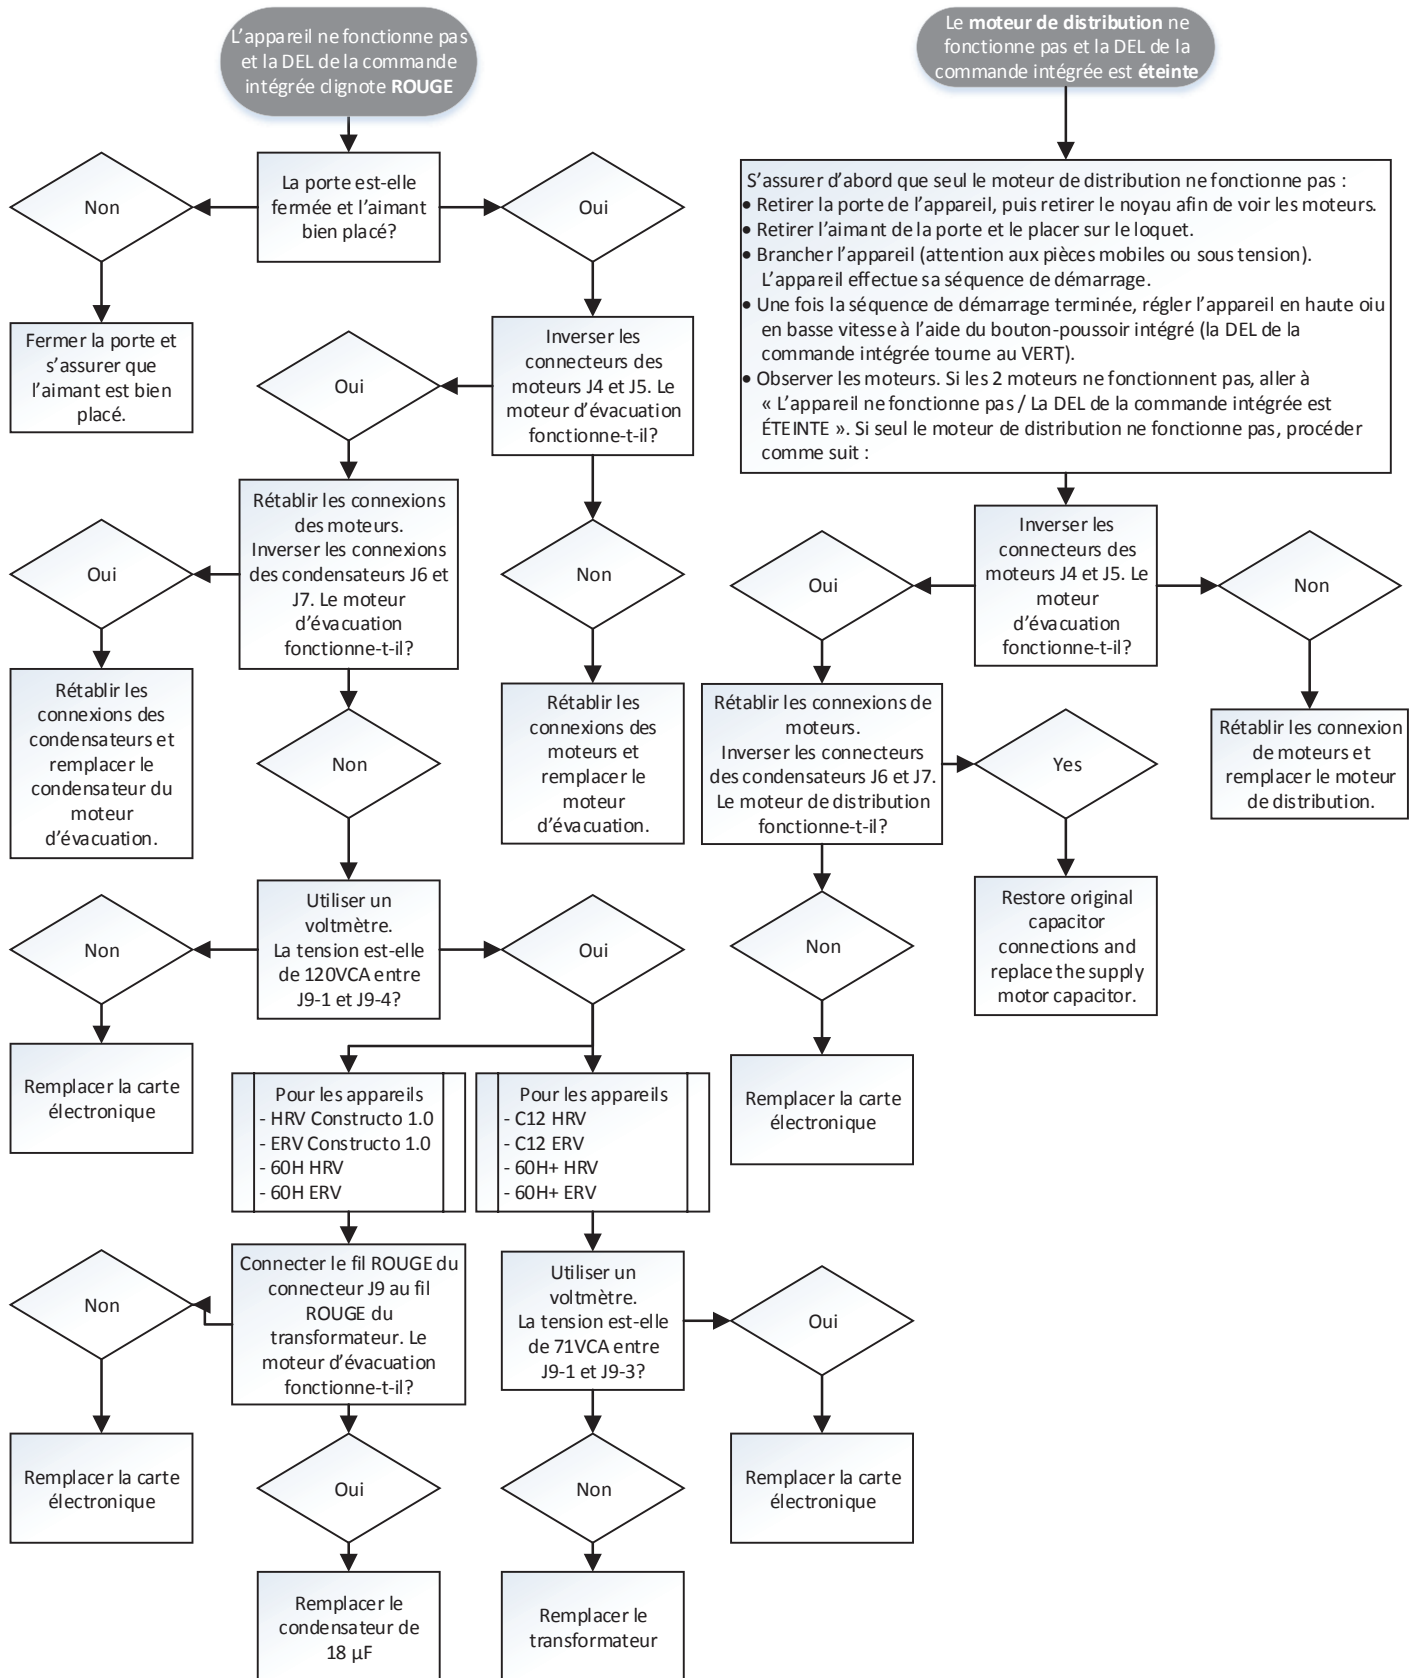 L'appareil ne fonctionne pas
et la DEL de la commande
intégrée clignote ROUGE
La porte est-elle
fermée et l'aimant
bien placé?
Non
Oui
Fermer la porte et
s'assurer que
l'aimant est bien
placé.
Inverser les
connecteurs des
moteurs J4 et J5. Le
moteur d'évacuation
fonctionne-t-il?
Oui
Non
Rétablir les connexions
des moteurs.
Inverser les connexions
des condensateurs J6 et
J7. Le moteur
d'évacuation
fonctionne-t-il?
Oui
Rétablir les
connexions des
condensateurs et
remplacer le
condensateur du
moteur
d'évacuation.
Non
Rétablir les
connexions des
moteurs et
remplacer le
moteur
d'évacuation.
Utiliser un
voltmètre.
La tension est-elle
de 120VCA entre
J9-1 et J9-4?
Non
Oui
Remplacer la carte
électronique
Pour les appareils
- HRV Constructo 1.0
- ERV Constructo 1.0
- 60H HRV
- 60H ERV
Pour les appareils
- C12 HRV
- C12 ERV
- 60H+ HRV
- 60H+ ERV
Connecter le fil ROUGE du
connecteur J9 au fil
ROUGE du
transformateur. Le
moteur d'évacuation
fonctionne-t-il?
Non
Remplacer la carte
électronique
Oui
Remplacer le
condensateur de
18 µF
Utiliser un
voltmètre.
La tension est-elle
de 71VCA entre
J9-1 et J9-3?
Oui
Remplacer la carte
électronique
Non
Remplacer le
transformateur
Le moteur de distribution ne
fonctionne pas et la DEL de la
commande intégrée est éteinte
S'assurer d'abord que seul le moteur de distribution ne fonctionne pas :
• Retirer la porte de l'appareil, puis retirer le noyau afin de voir les moteurs.
• Retirer l'aimant de la porte et le placer sur le loquet.
• Brancher l'appareil (attention aux pièces mobiles ou sous tension).
L'appareil effectue sa séquence de démarrage.
• Une fois la séquence de démarrage terminée, régler l'appareil en haute oiu
en basse vitesse à l'aide du bouton-poussoir intégré (la DEL de la
commande intégrée tourne au VERT).
• Observer les moteurs. Si les 2 moteurs ne fonctionnent pas, aller à
« L'appareil ne fonctionne pas / La DEL de la commande intégrée est
ÉTEINTE ». Si seul le moteur de distribution ne fonctionne pas, procéder
comme suit :
Inverser les
connecteurs des
moteurs J4 et J5. Le
moteur
d'évacuation
fonctionne-t-il?
Oui
Non
Rétablir les connexions de
moteurs.
Inverser les connecteurs
des condensateurs J6 et J7.
Le moteur de distribution
fonctionne-t-il?
Yes
Rétablir les connexion
de moteurs et
remplacer le moteur
de distribution.
Non
Restore original
capacitor
connections and
replace the supply
motor capacitor.
Remplacer la carte
électronique